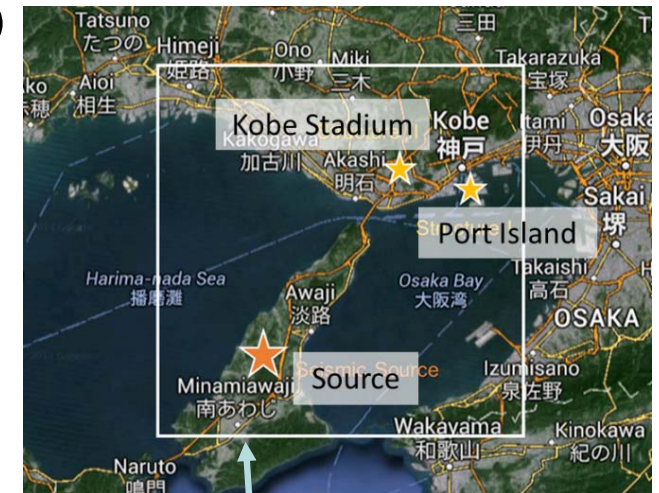 )
Tatsuno
たつの
Himeji
姫路
Ono
小野
Miki
三木
三田
Takarazuka
宝塚
Aioi
相生
Kobe Stadium
Kobe
神戸
Itami
伊丹
Osaka
大阪
Kakogawa
加古川
Akashi
明石
Sakai
堺
Port Island
Harima-nada Sea
播磨灘
Awaji
淡路
Osaka Bay
大阪湾
Takaishi
高石
OSAKA
Seismic Source
Source
Minamiawaji
南あわじ
Izumisano
泉佐野
Wakayama
和歌山
Kinokawa
紀の川
Naruto
鳴門